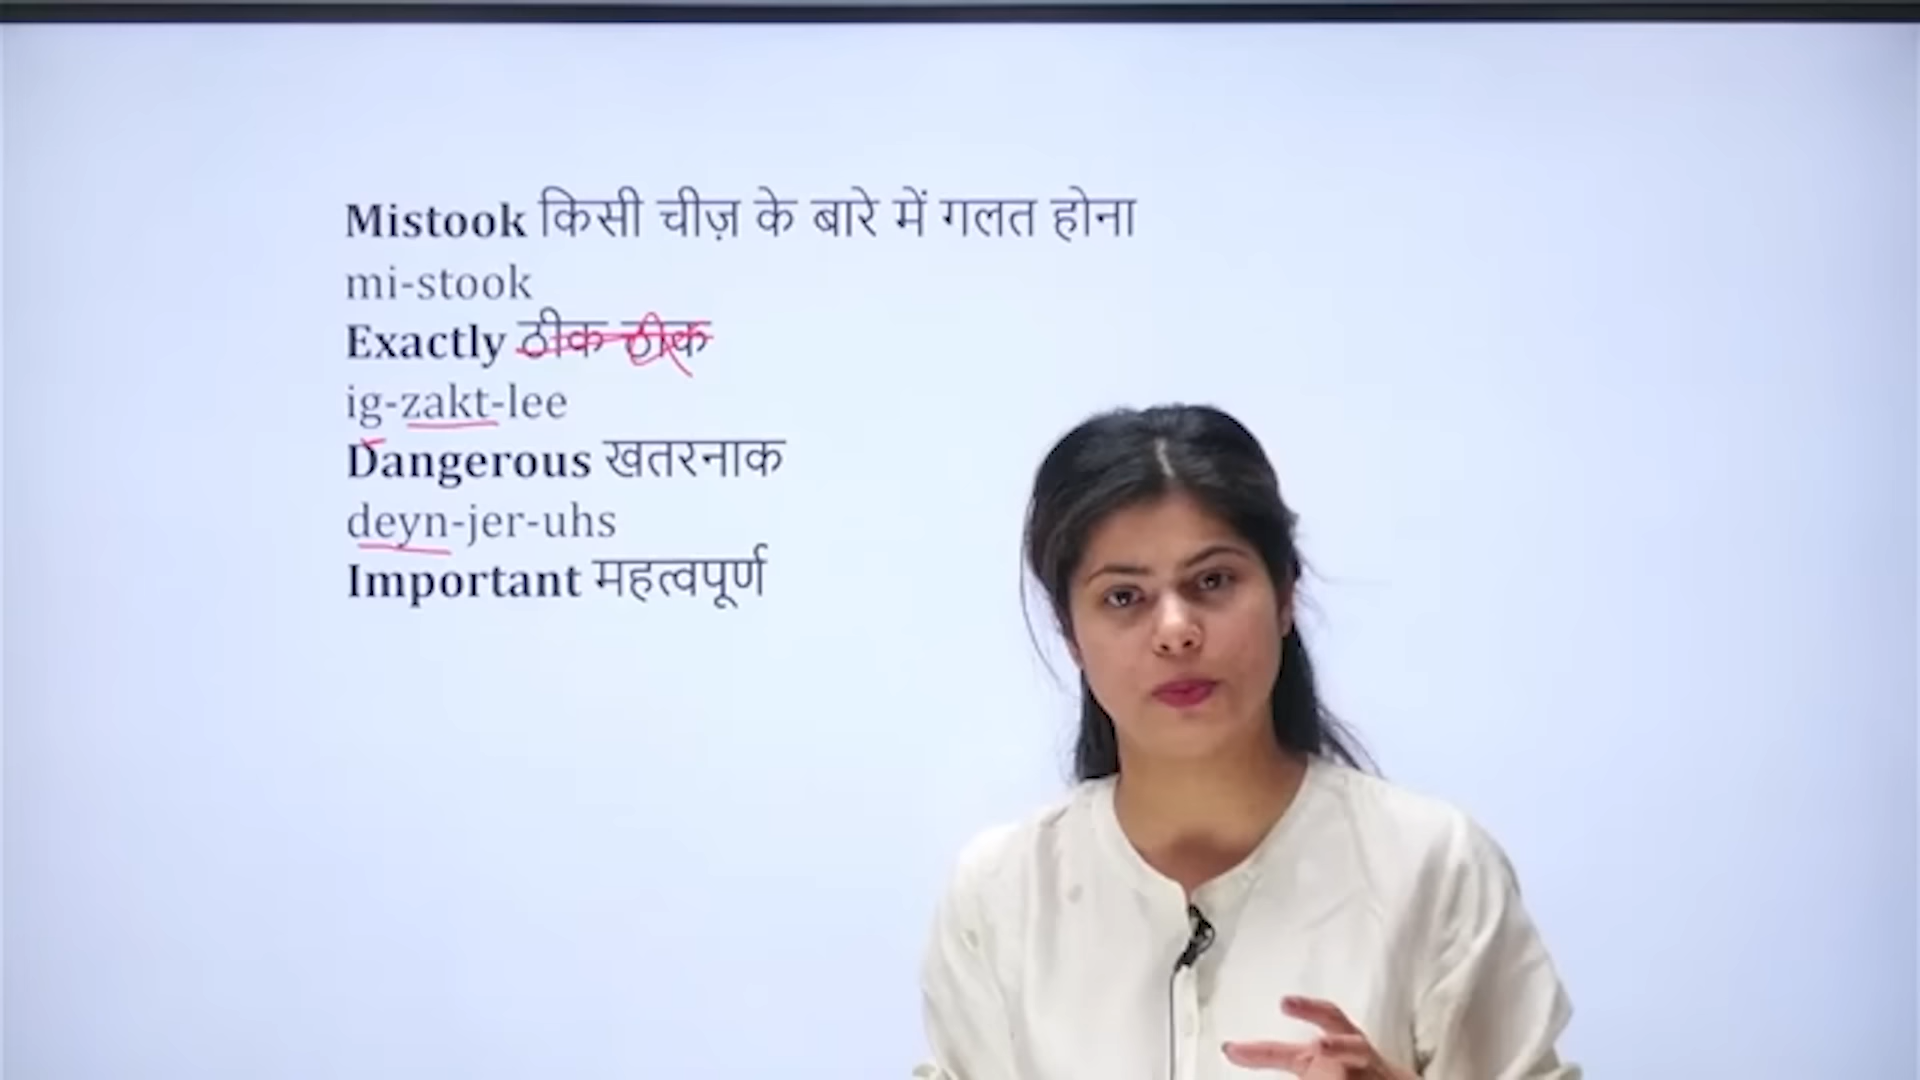 Mistook किसी चीज़ के बारे में गलत होना
mi-stook
Exactly ठीक ठीक
ig-zakt-lee
Dangerous खतरनाक
deyn-jer-uhs
Important महत्वपूर्ण